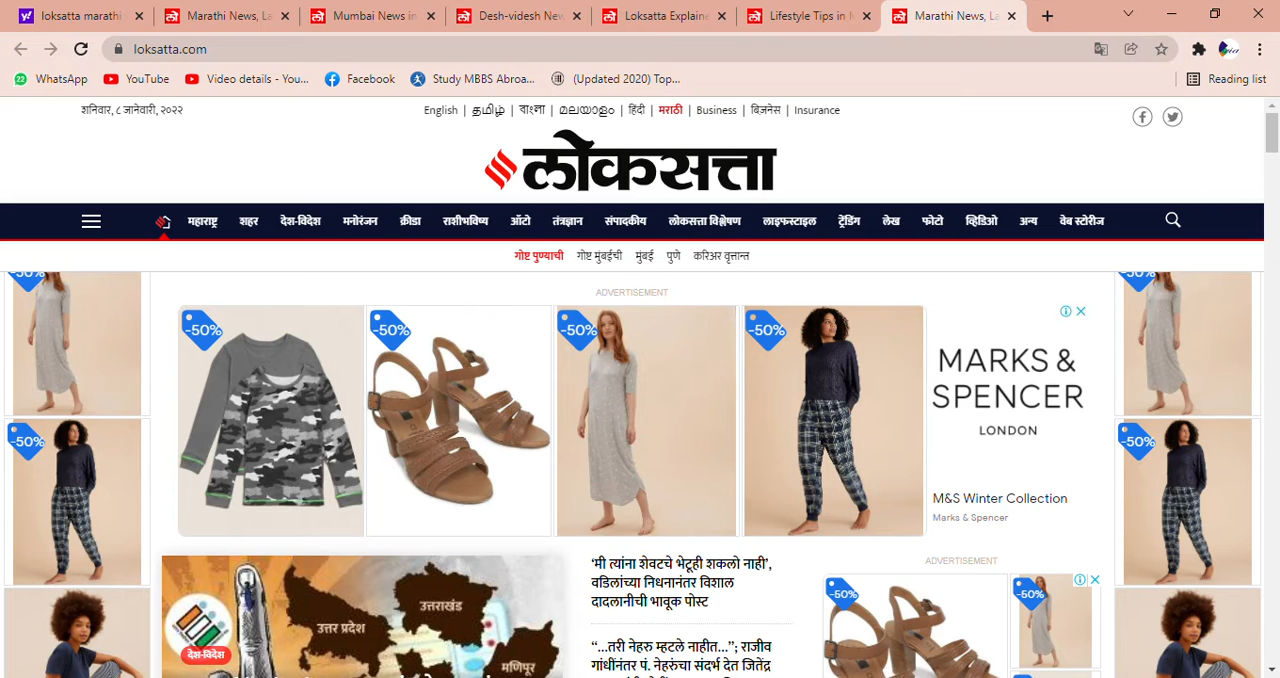 loksatta marathi
Marathi News, La
Mumbai News in
Desh-videsh New
Loksatta Explaine
Lifestyle Tips in
Marathi News, La
loksatta.com
22
WhatsApp
YouTube
Video details - You...
Facebook
Study MBBS Abroa...
(Updated 2020) Top...
Reading list
शनिवार, ८ जानेवारी, २०२२
English | தமிழ் | বাংলা | മലയാളം | हिंदी | मराठी | Business | बिज़नेस | Insurance
लोकसत्ता
महाराष्ट्र शहर देश-विदेश मनोरंजन क्रीडा राशीभविष्य ऑटो तंत्रज्ञान संपादकीय लोकसत्ता विश्लेषण लाइफस्टाइल ट्रेंडिंग लेख फोटो व्हिडिओ अन्य वेब स्टोरीज
गोष्ट पुण्याची गोष्ट मुंबईची मुंबई पुणे करिअर वृत्तान्त
-50%
-50%
ADVERTISEMENT
-50%
-50%
-50%
-50%
MARKS &
SPENCER
LONDON
M&S Winter Collection
Marks & Spencer
-50%
-50%
उत्तराखंड
उत्तर प्रदेश
मणिपूर
देश-विदेश
‘मी त्यांना शेवटचे भेटूही शकलो नाही’,
वडिलांच्या निधनानंतर विशाल
दादलानीची भावूक पोस्ट
“...तरी नेहरु म्हटले नाहीत...”; राजीव
गांधींनंतर पं. नेहरुंचा संदर्भ देत जितेंद्र
ADVERTISEMENT
-50%
-50%